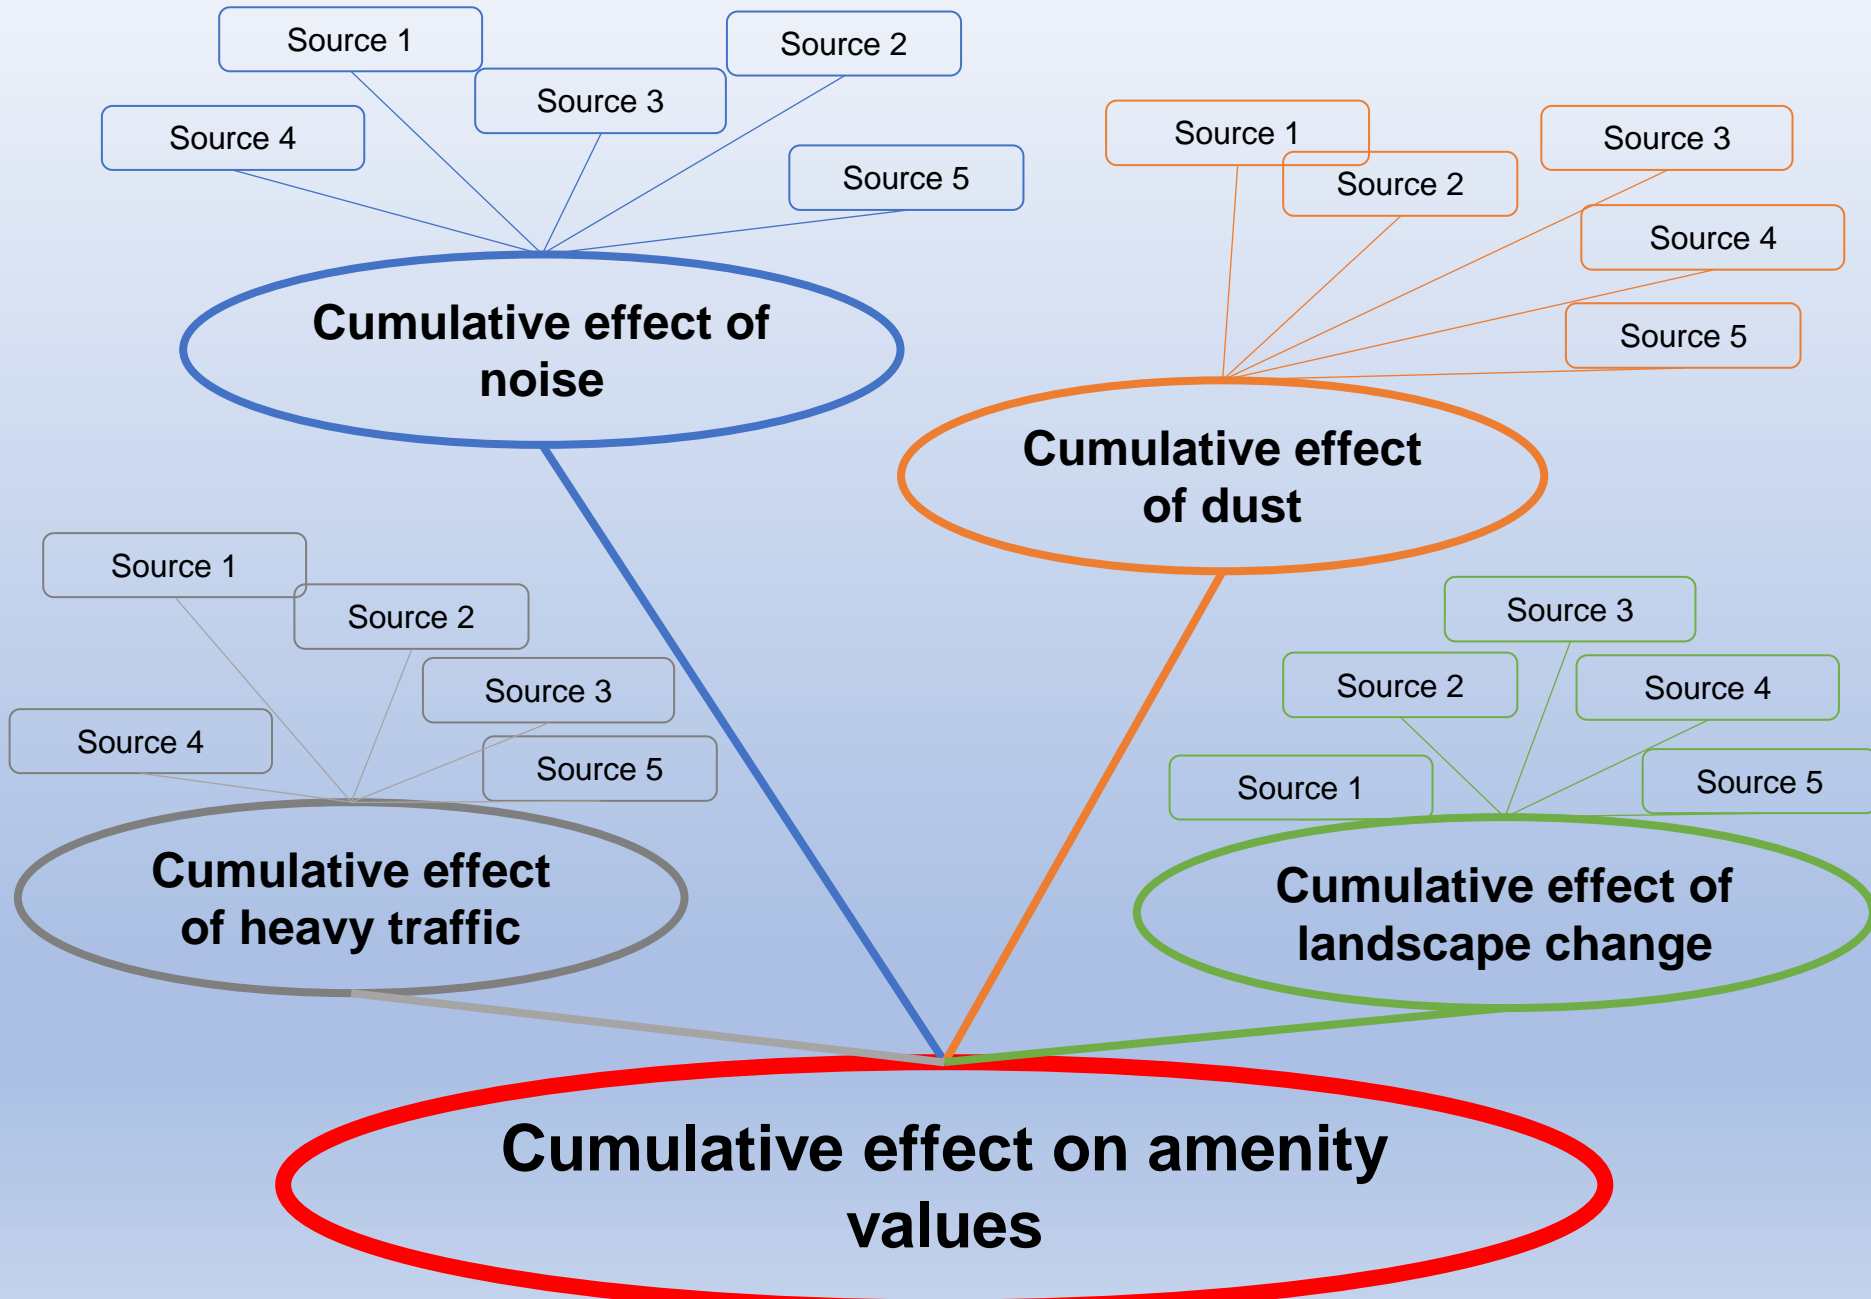 Source 1
Source 2
Source 3
Source 4
Source 5
Cumulative effect of
noise
Source 1
Source 2
Source 3
Source 4
Source 5
Cumulative effect
of dust
Source 1
Source 2
Source 3
Source 4
Source 5
Cumulative effect
of heavy traffic
Source 3
Source 2
Source 4
Source 1
Source 5
Cumulative effect of
landscape change
Cumulative effect on amenity
values